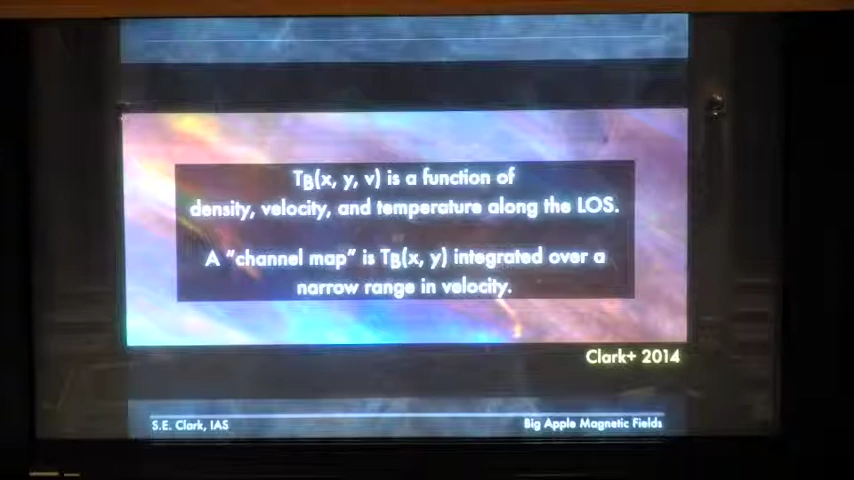 TB(x, y, v) is a function of
density, velocity, and temperature along the LOS.
A “channel map” is TB(x, y) integrated over a
narrow range in velocity.
Clark+ 2014
S.E. Clark, IAS
Big Apple Magnetic Fields